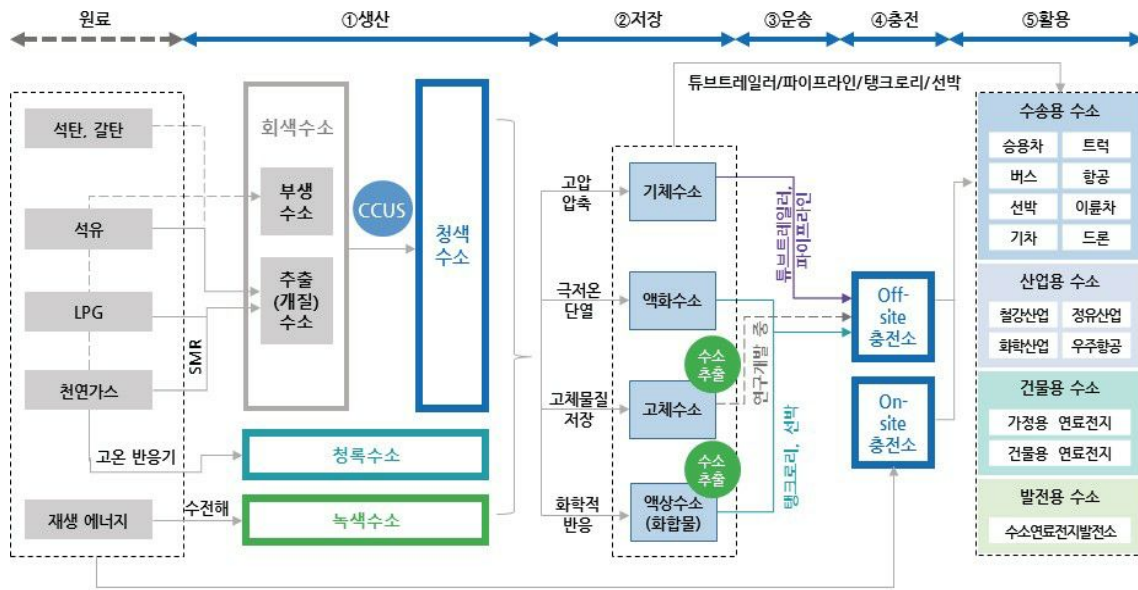 원료
①생산
②저장
③운송
④충전
⑤활용
튜브트레일러/파이프라인/탱크로리/선박
석탄, 갈탄
석유
LPG
천연가스
재생 에너지
SMR
고온 반응기
수전해
회색수소
부생
수소
추출
(개질)
수소
CCUS
청색
수소
청록수소
녹색수소
고압
압축
극저온
단열
고체물질
저장
화학적
반응
기체수소
액화수소
수소
추출
고체수소
수소
추출
액상수소
(화합물)
튜브트레일러,
파이프라인
연구개발 중
탱크로리, 선박
Off-
site
충전소
On-
site
충전소
수송용 수소
승용차
트럭
버스
항공
선박
이륜차
기차
드론
산업용 수소
철강산업
정유산업
화학산업
우주항공
건물용 수소
가정용 연료전지
건물용 연료전지
발전용 수소
수소연료전지발전소